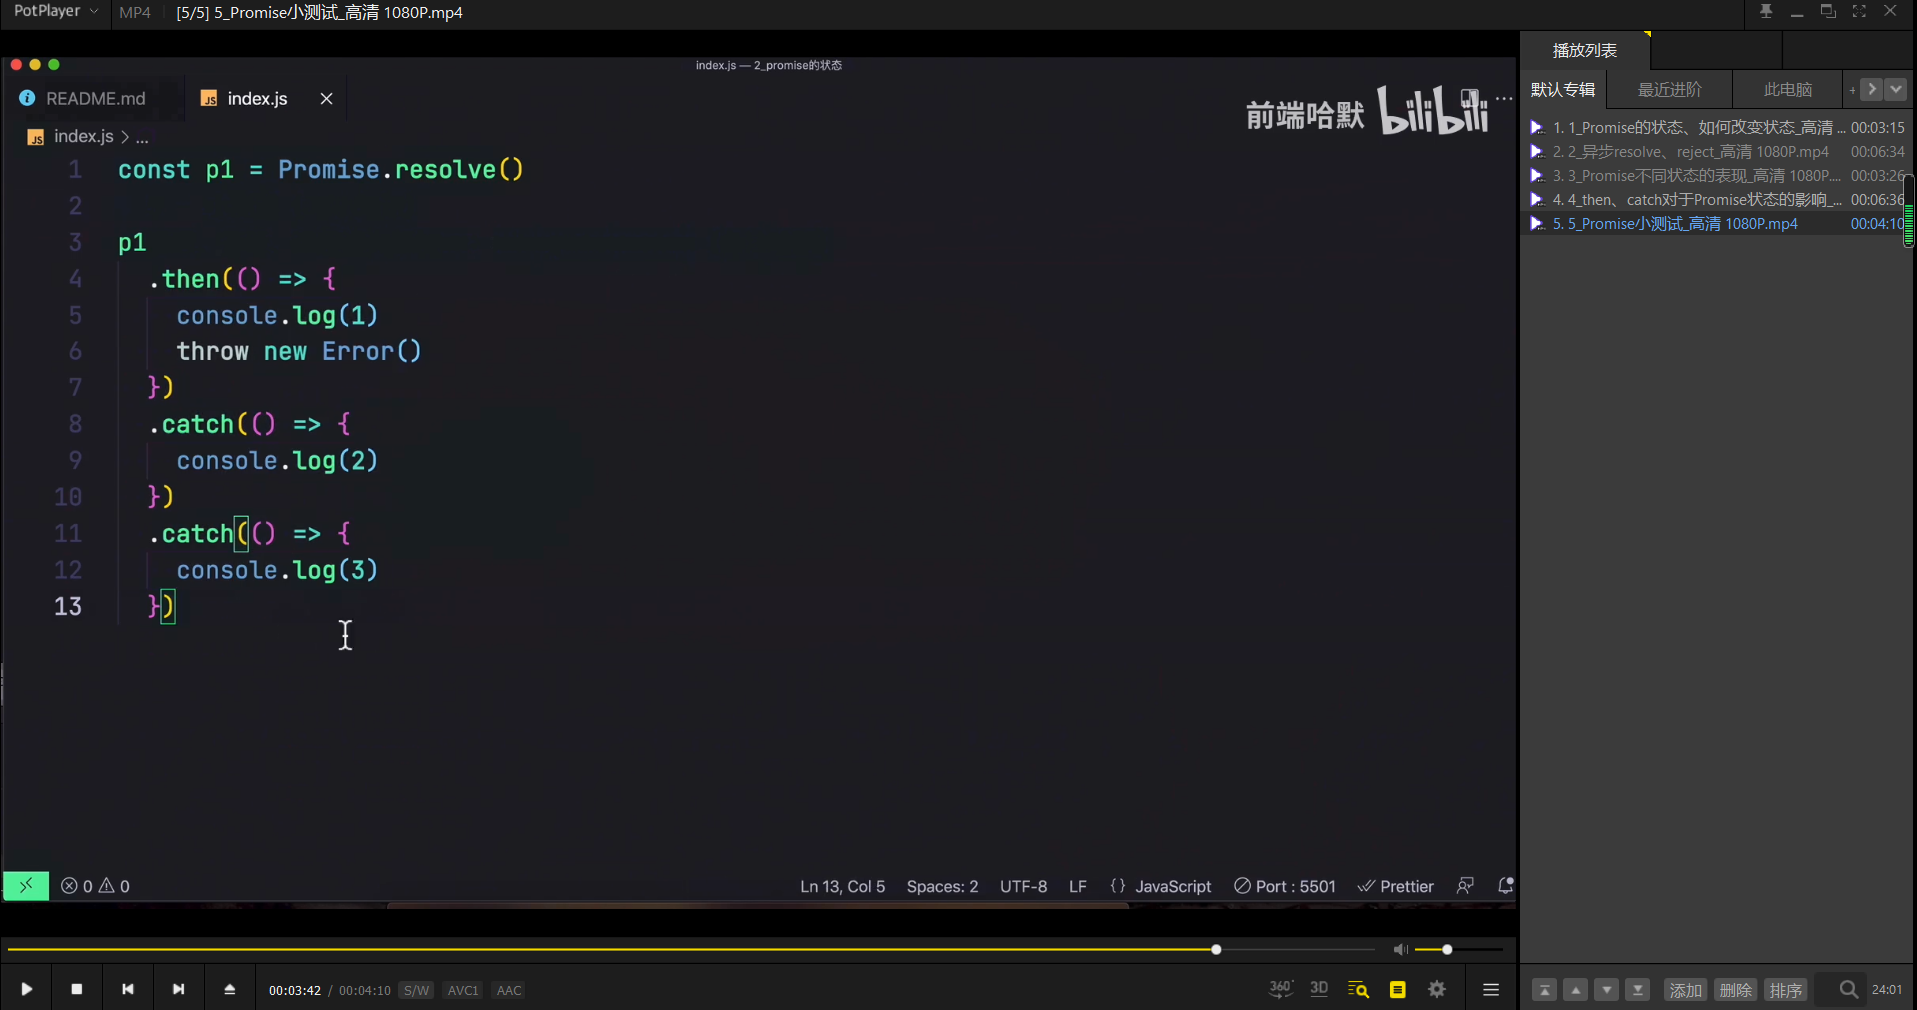 PotPlayer MP4 [5/5] 5_Promise小测试_高清 1080P.mp4
播放列表
默认专辑 最近进阶 此电脑 +
1. 1_Promise的状态、如何改变状态_高清 ... 00:03:15
2. 2_异步resolve、reject_高清 1080P.mp4 00:06:34
3. 3_Promise不同状态的表现_高清 1080P.... 00:03:26
4. 4_then、catch对于Promise状态的影响_... 00:06:36
5. 5_Promise小测试_高清 1080P.mp4 00:04:10
index.js — 2_promise的状态
README.md index.js
前端哈默 bilibili
JS index.js > ...
1 const p1 = Promise.resolve()
2
3 p1
4 .then(() => {
5 console.log(1)
6 throw new Error()
7 })
8 .catch(() => {
9 console.log(2)
10 })
11 .catch(() => {
12 console.log(3)
13 })
0 0 Ln 13, Col 5 Spaces: 2 UTF-8 LF {} JavaScript Port : 5501 Prettier
00:03:42 / 00:04:10 S/W AVC1 AAC 360° 3D
添加 删除 排序 24:01